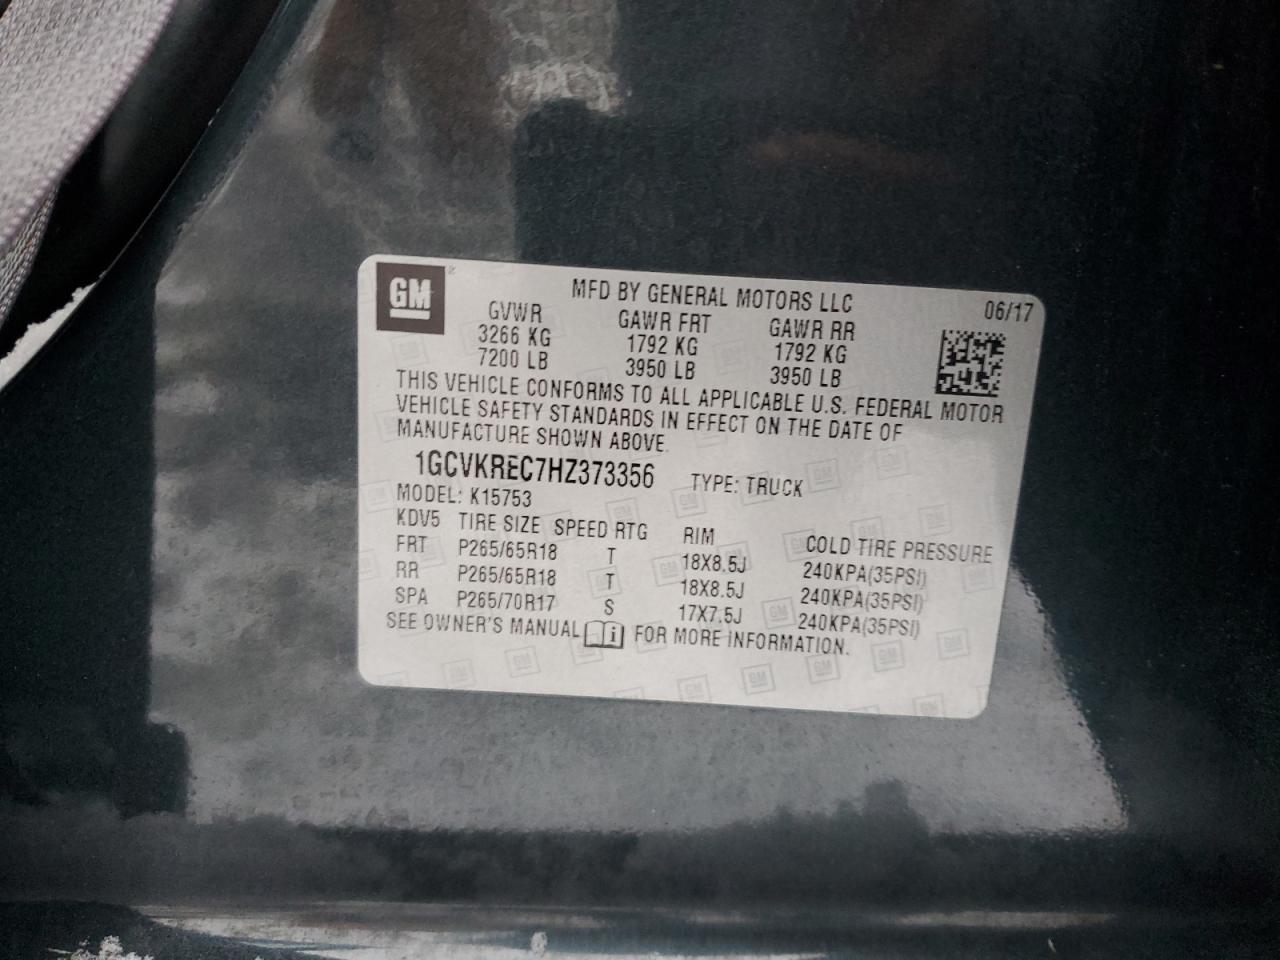 GM
MFD BY GENERAL MOTORS LLC 06/17
GVWR GAWR FRT GAWR RR
3266 KG 1792 KG 1792 KG
7200 LB 3950 LB 3950 LB
THIS VEHICLE CONFORMS TO ALL APPLICABLE U.S. FEDERAL MOTOR
VEHICLE SAFETY STANDARDS IN EFFECT ON THE DATE OF
MANUFACTURE SHOWN ABOVE.
1GCVKREC7HZ373356 TYPE: TRUCK
MODEL: K15753
KDV5 TIRE SIZE SPEED RTG RIM COLD TIRE PRESSURE
FRT P265/65R18 T 18X8.5J 240KPA(35PSI)
RR P265/65R18 T 18X8.5J 240KPA(35PSI)
SPA P265/70R17 S 17X7.5J 240KPA(35PSI)
SEE OWNER'S MANUAL i FOR MORE INFORMATION.